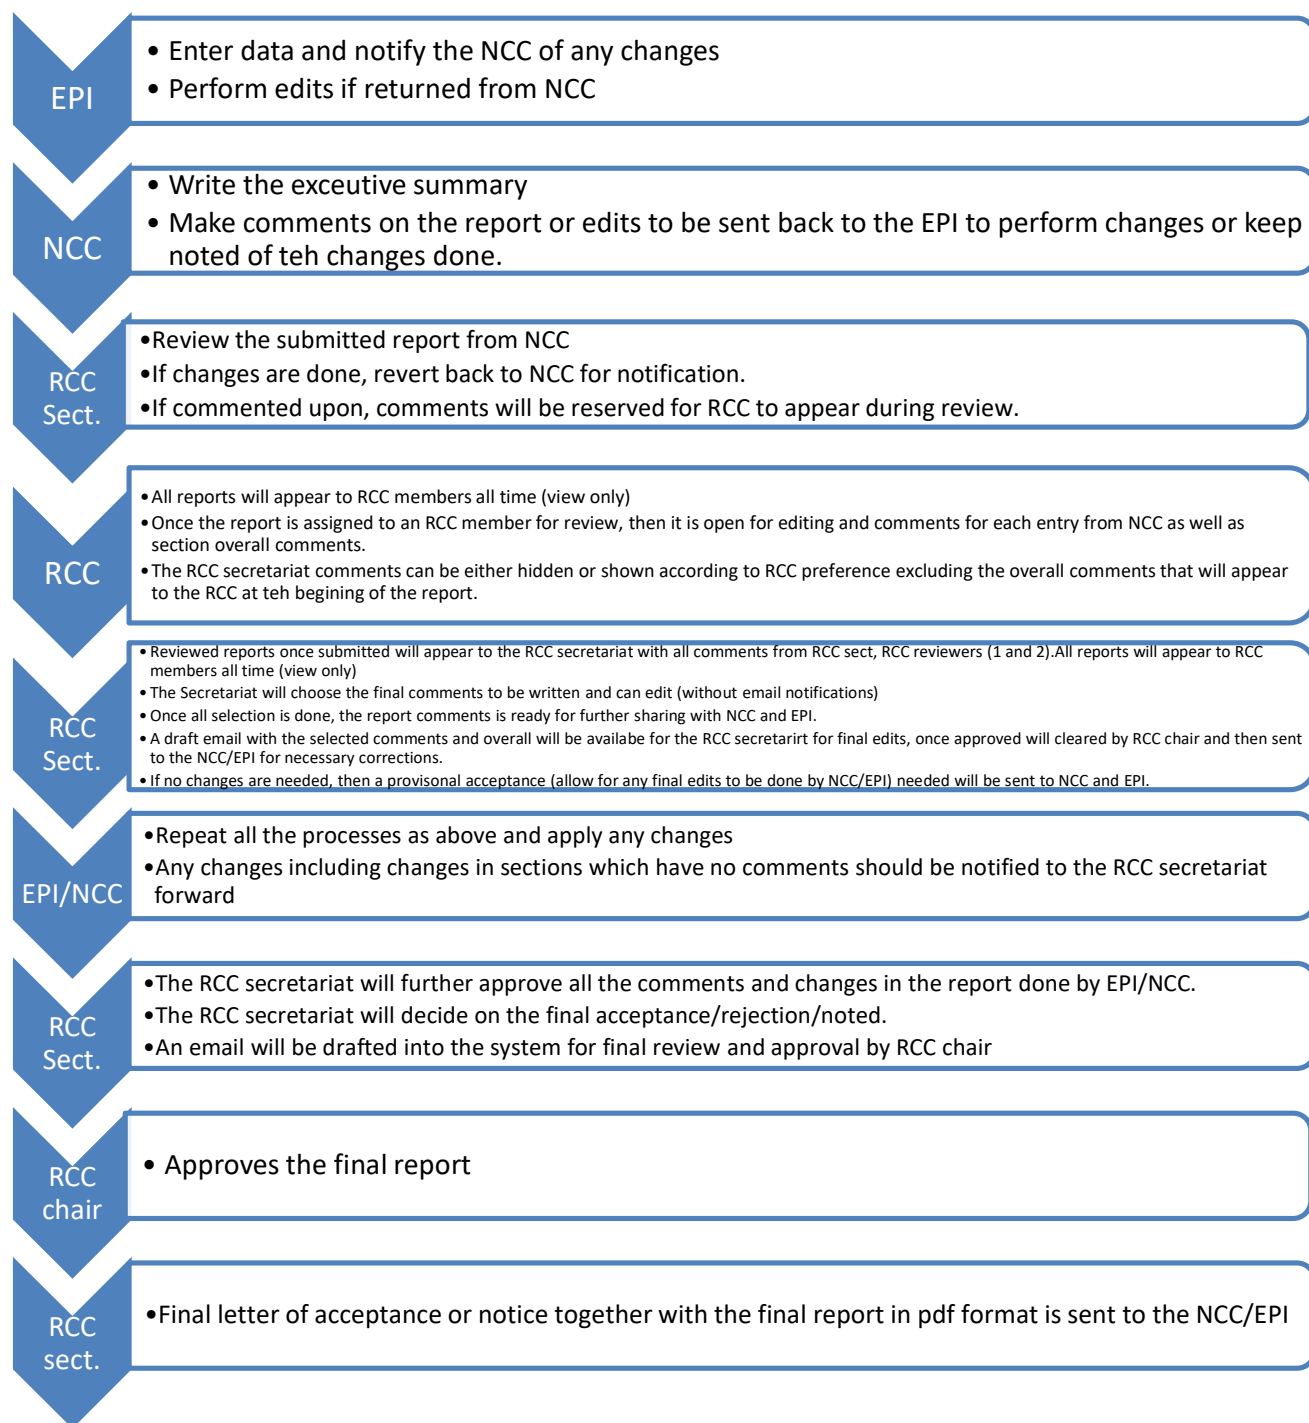 EPI
• Enter data and notify the NCC of any changes
• Perform edits if returned from NCC
NCC
• Write the exceutive summary
• Make comments on the report or edits to be sent back to the EPI to perform changes or keep
noted of teh changes done.
RCC
Sect.
•Review the submitted report from NCC
•If changes are done, revert back to NCC for notification.
•If commented upon, comments will be reserved for RCC to appear during review.
RCC
•All reports will appear to RCC members all time (view only)
•Once the report is assigned to an RCC member for review, then it is open for editing and comments for each entry from NCC as well as
section overall comments.
•The RCC secretariat comments can be either hidden or shown according to RCC preference excluding the overall comments that will appear
to the RCC at teh begining of the report.
RCC
Sect.
• Reviewed reports once submitted will appear to the RCC secretariat with all comments from RCC sect, RCC reviewers (1 and 2).All reports will appear to RCC
members all time (view only)
• The Secretariat will choose the final comments to be written and can edit (without email notifications)
• Once all selection is done, the report comments is ready for further sharing with NCC and EPI.
• A draft email with the selected comments and overall will be availabe for the RCC secretarirt for final edits, once approved will cleared by RCC chair and then sent
to the NCC/EPI for necessary corrections.
• If no changes are needed, then a provisonal acceptance (allow for any final edits to be done by NCC/EPI) needed will be sent to NCC and EPI.
EPI/NCC
•Repeat all the processes as above and apply any changes
•Any changes including changes in sections which have no comments should be notified to the RCC secretariat
forward
RCC
Sect.
•The RCC secretariat will further approve all the comments and changes in the report done by EPI/NCC.
•The RCC secretariat will decide on the final acceptance/rejection/noted.
•An email will be drafted into the system for final review and approval by RCC chair
RCC
chair
• Approves the final report
RCC
sect.
•Final letter of acceptance or notice together with the final report in pdf format is sent to the NCC/EPI